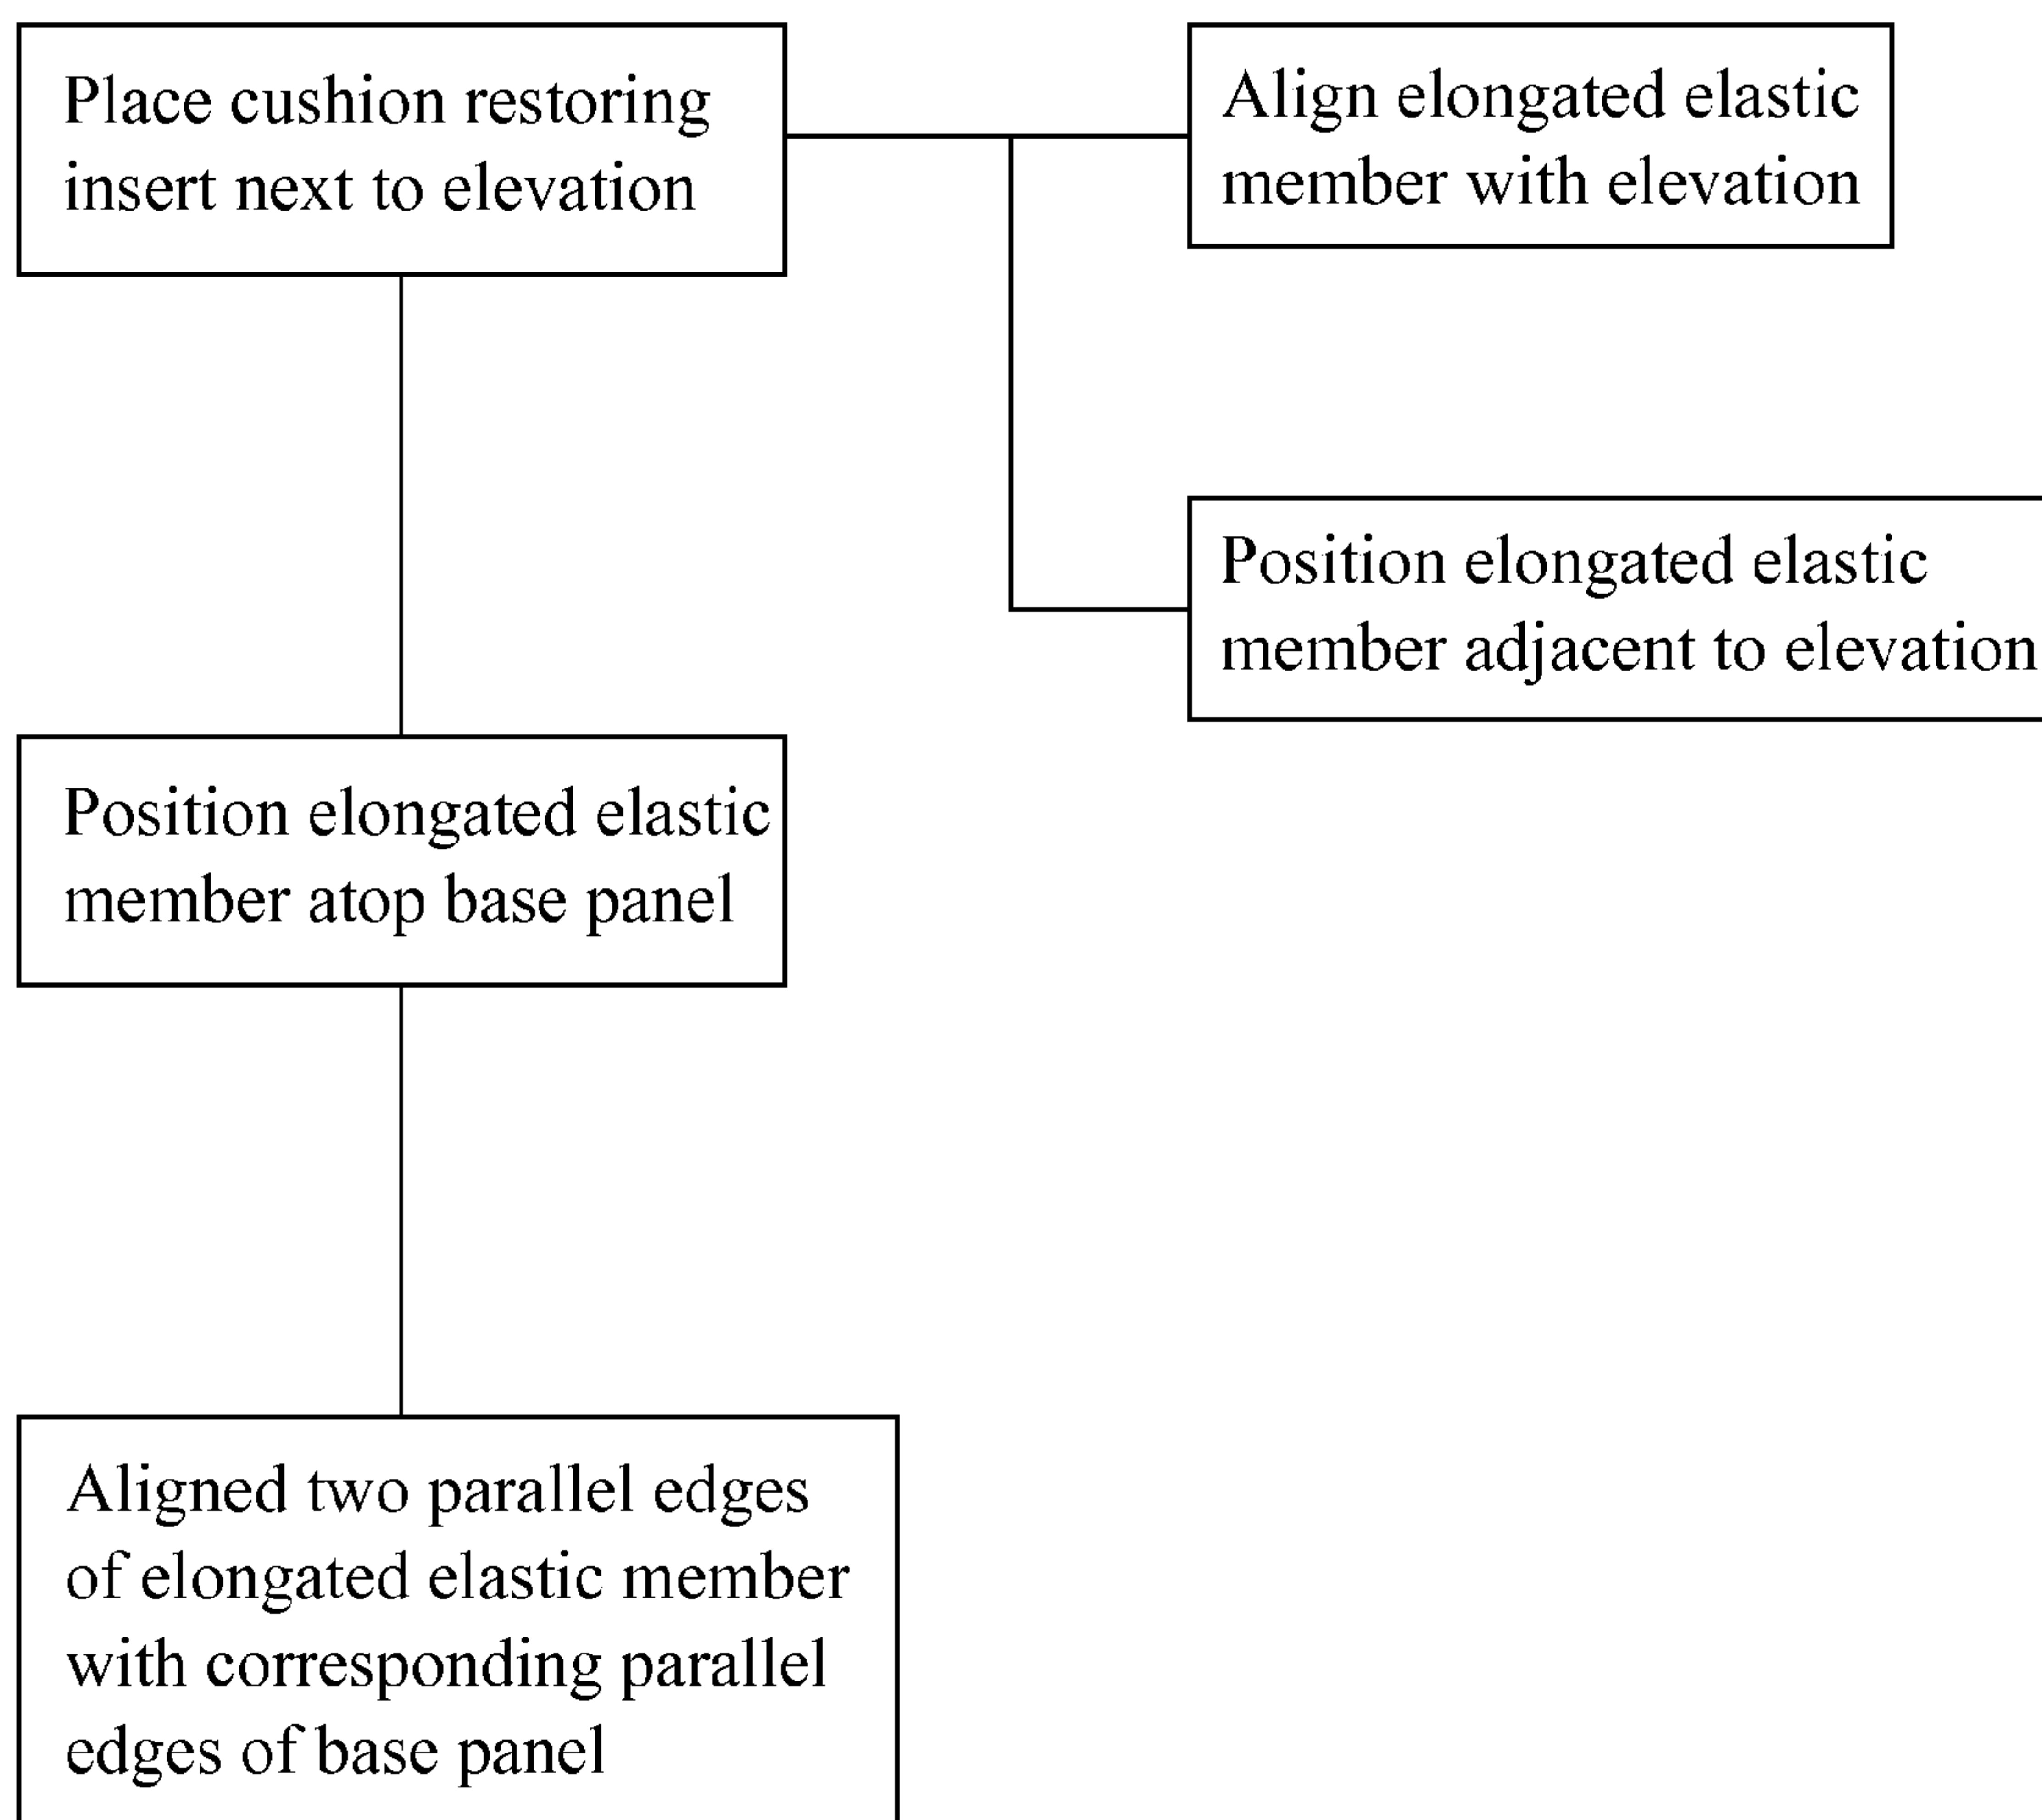 Place cushion restoring
insert next to elevation
Align elongated elastic
member with elevation
Position elongated elastic
member adjacent to elevation
Position elongated elastic
member atop base panel
Aligned two parallel edges
of elongated elastic member
with corresponding parallel
edges of base panel